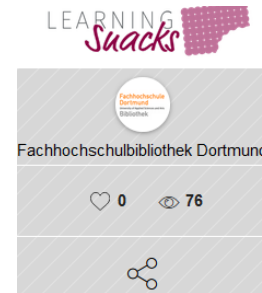 LEARNING
Snacks
Fachhochschule
Dortmund
Bibliothek
Fachhochschulbibliothek Dortmund
0 76